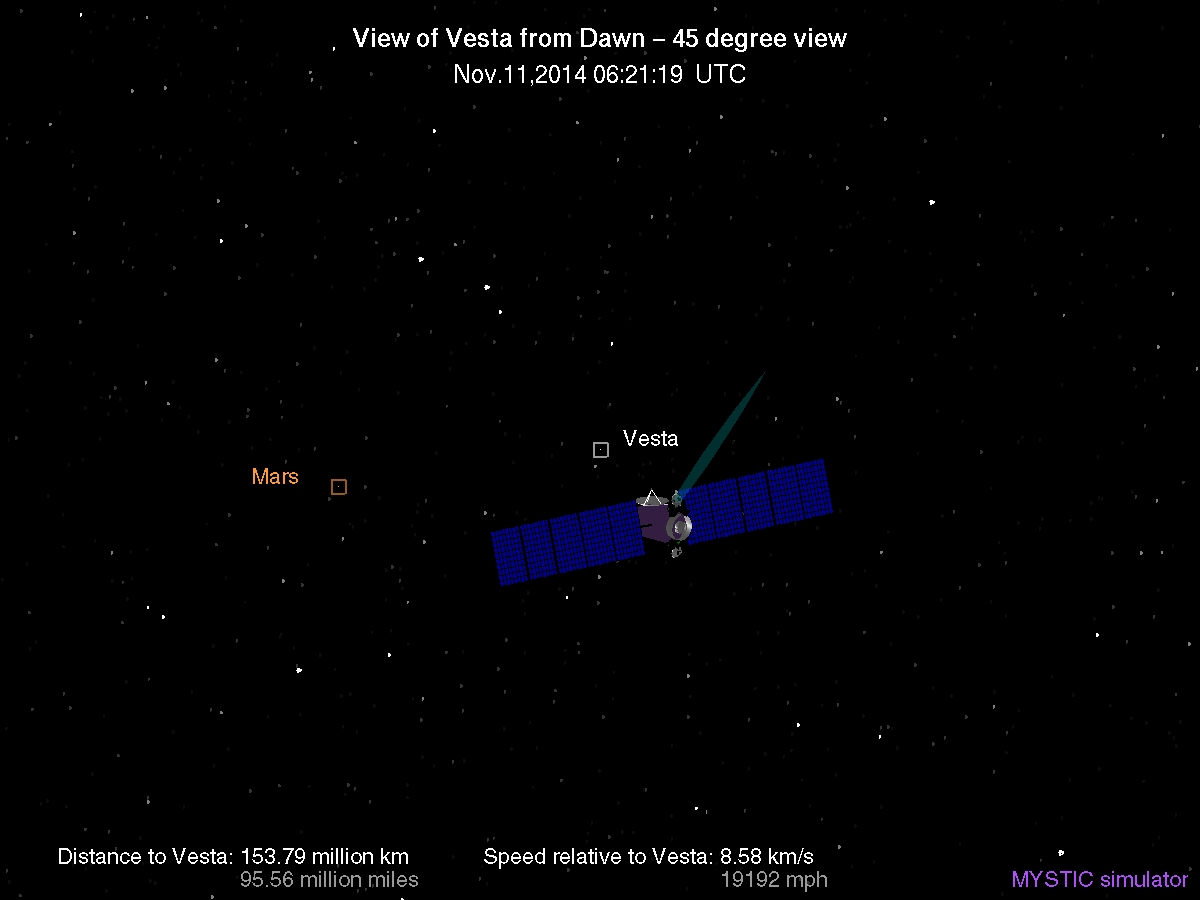 View of Vesta from Dawn – 45 degree view
Nov.11,2014 06:21:19 UTC
Vesta
Mars
Distance to Vesta: 153.79 million km
95.56 million miles
Speed relative to Vesta: 8.58 km/s
19192 mph
MYSTIC simulator